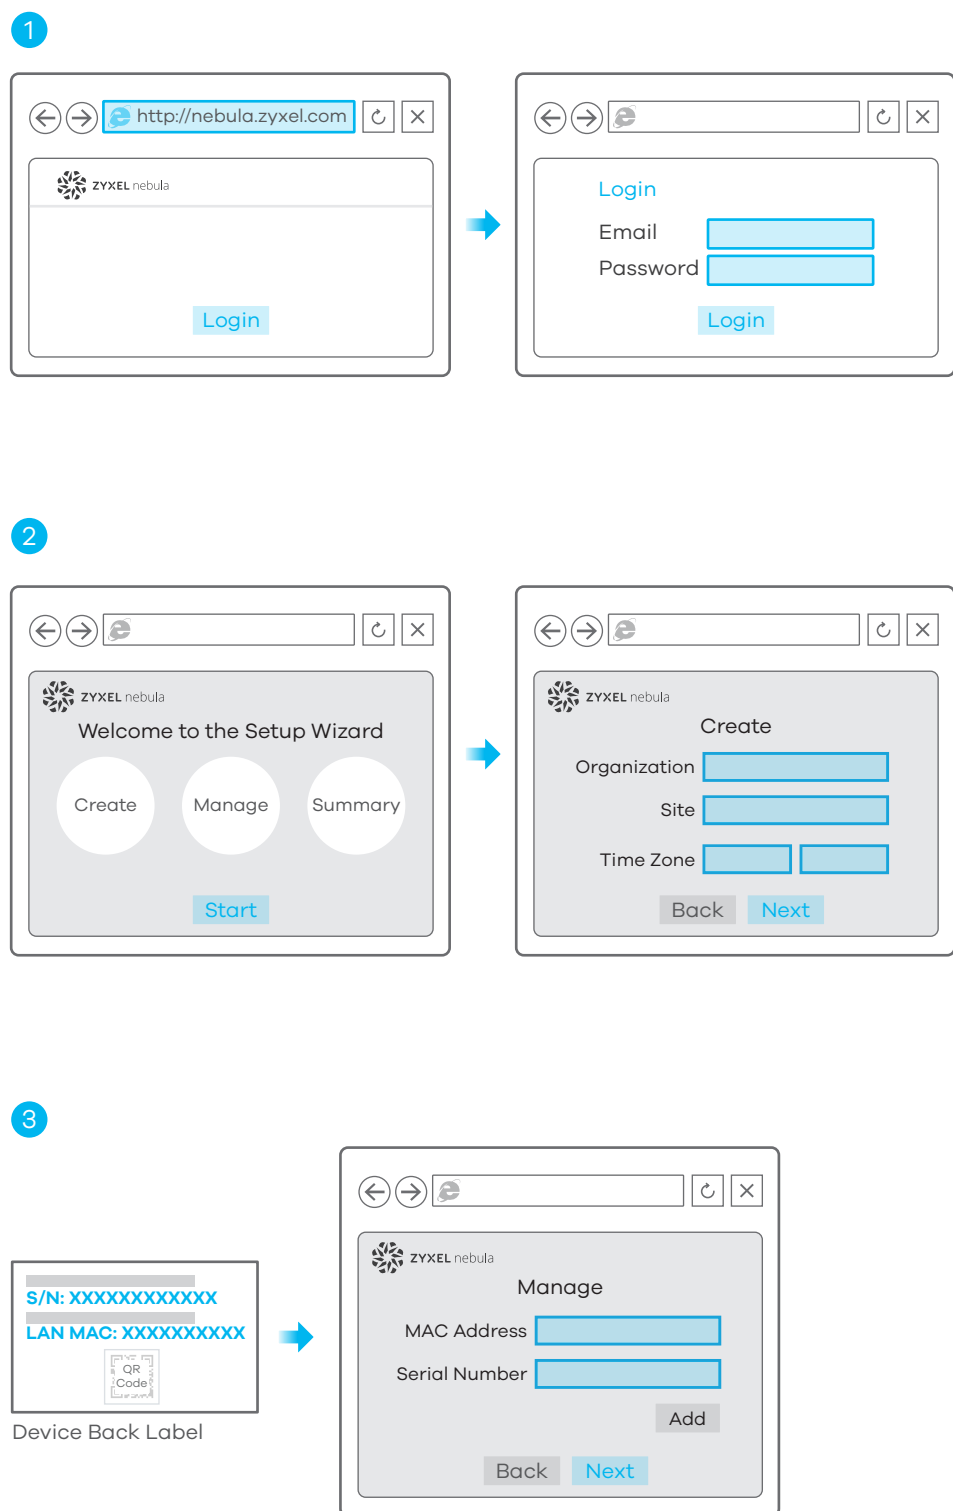 1
http://nebula.zyxel.com
ZYXEL nebula
Login
Login
Email
Password
Login
2
ZYXEL nebula
Welcome to the Setup Wizard
Create Manage Summary
Start
ZYXEL nebula
Create
Organization
Site
Time Zone
Back Next
3
S/N: XXXXXXXXXXXX
LAN MAC: XXXXXXXXXX
QR
Code
Device Back Label
ZYXEL nebula
Manage
MAC Address
Serial Number
Add
Back Next